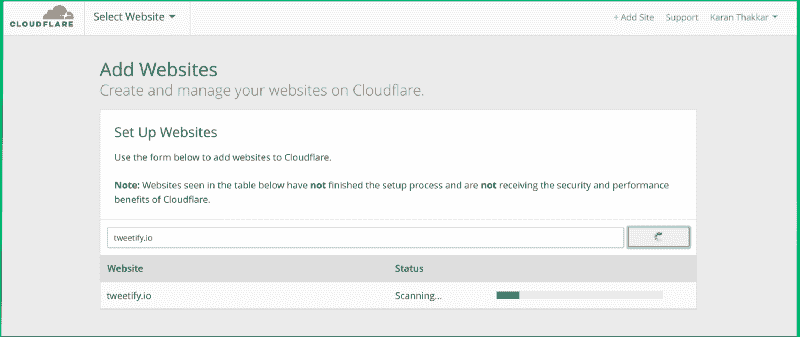 CLOUDFLARE
Select Website
+ Add Site Support Karan Thakkar
Add Websites
Create and manage your websites on Cloudflare.
Set Up Websites
Use the form below to add websites to Cloudflare.
Note: Websites seen in the table below have not finished the setup process and are not receiving the security and performance
benefits of Cloudflare.
tweetify.io
Website Status
tweetify.io Scanning...